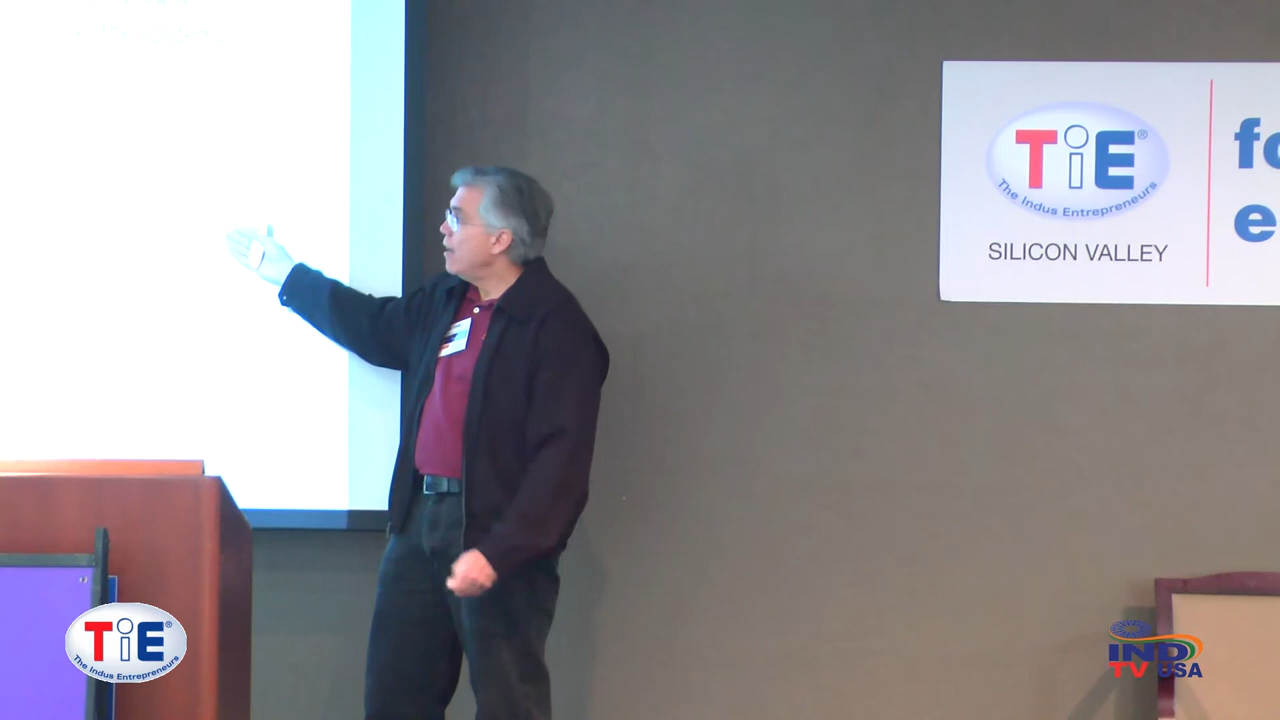 TiE®
The Indus Entrepreneurs
SILICON VALLEY
TiE®
The Indus Entrepreneurs
IND
TV USA